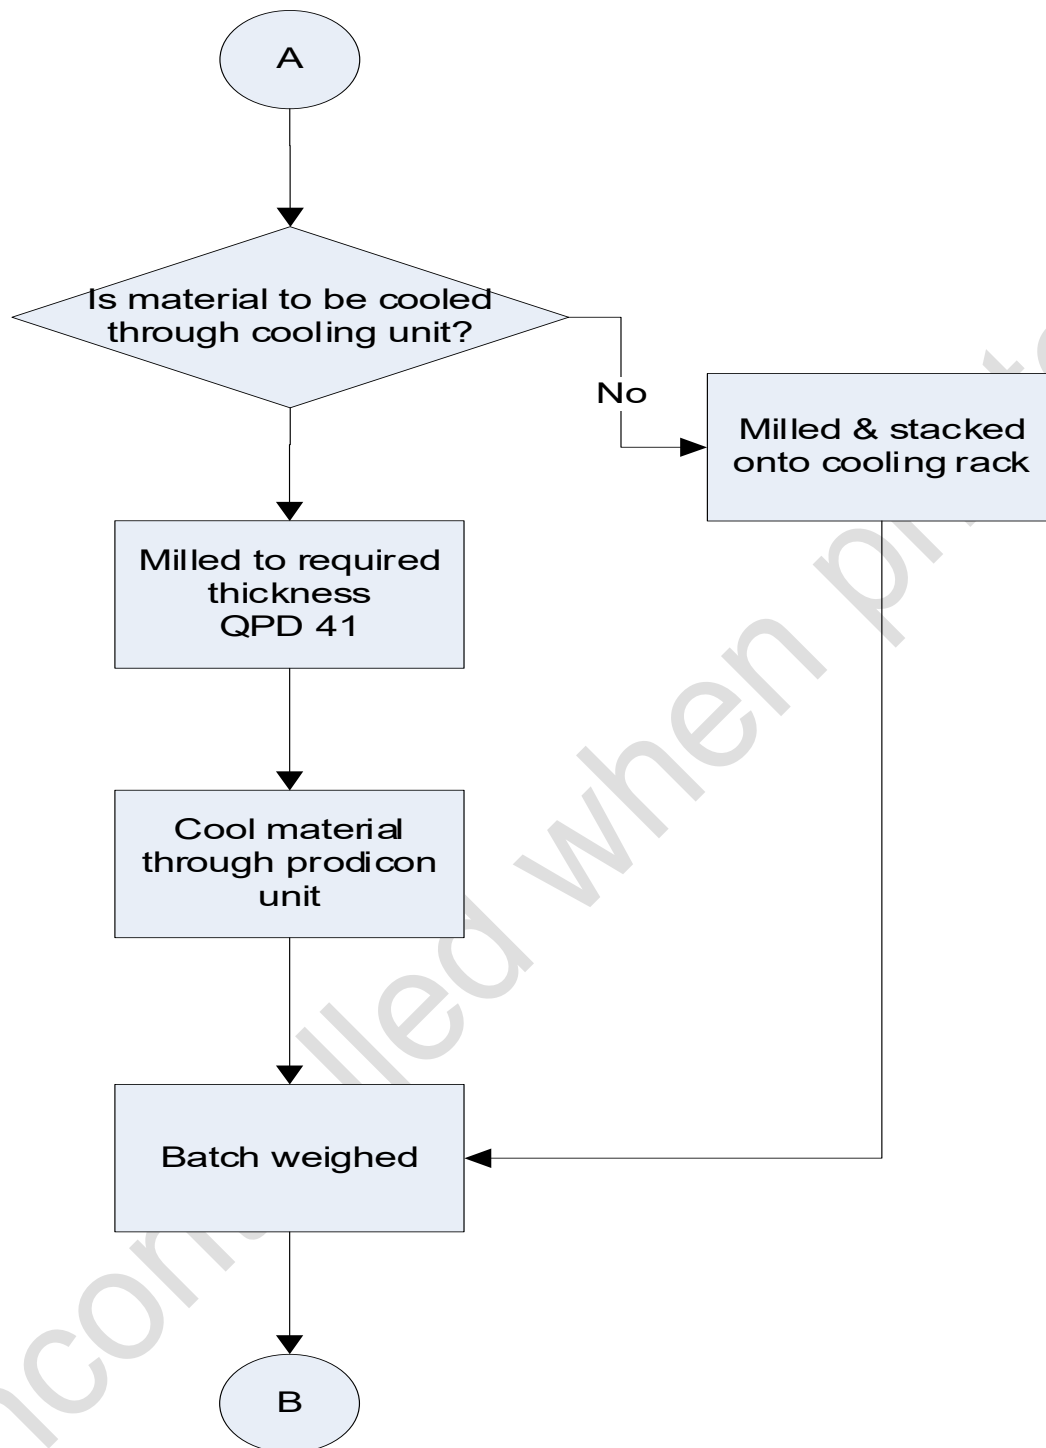 A
Is material to be cooled
through cooling unit?
No
Milled & stacked
onto cooling rack
Milled to required
thickness
QPD 41
Cool material
through prodicon
unit
Batch weighed
B
when